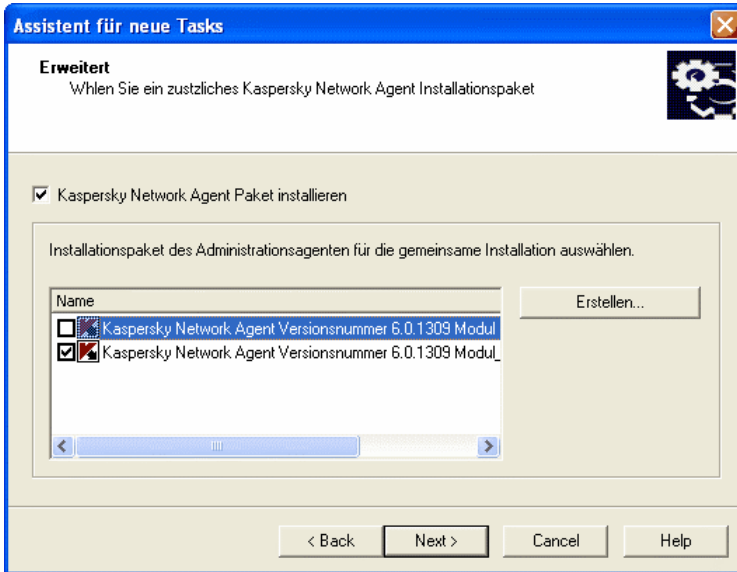 Assistent für neue Tasks
Erweitert
Whlen Sie ein zustzliches Kaspersky Network Agent Installationspaket
Kaspersky Network Agent Paket installieren
Installationspaket des Administrationsagenten für die gemeinsame Installation auswählen.
Name
Erstellen...
Kaspersky Network Agent Versionsnummer 6.0.1309 Modul
Kaspersky Network Agent Versionsnummer 6.0.1309 Modul_
< Back Next > Cancel Help